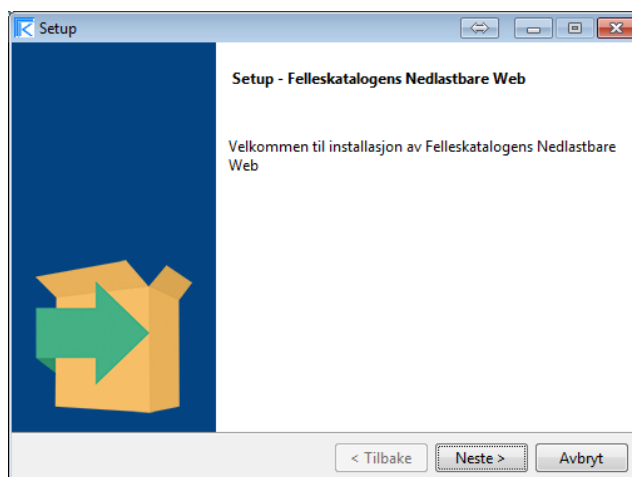 Setup
Setup - Felleskatalogens Nedlastbare Web
Velkommen til installasjon av Felleskatalogens Nedlastbare
Web
< Tilbake
Neste >
Avbryt